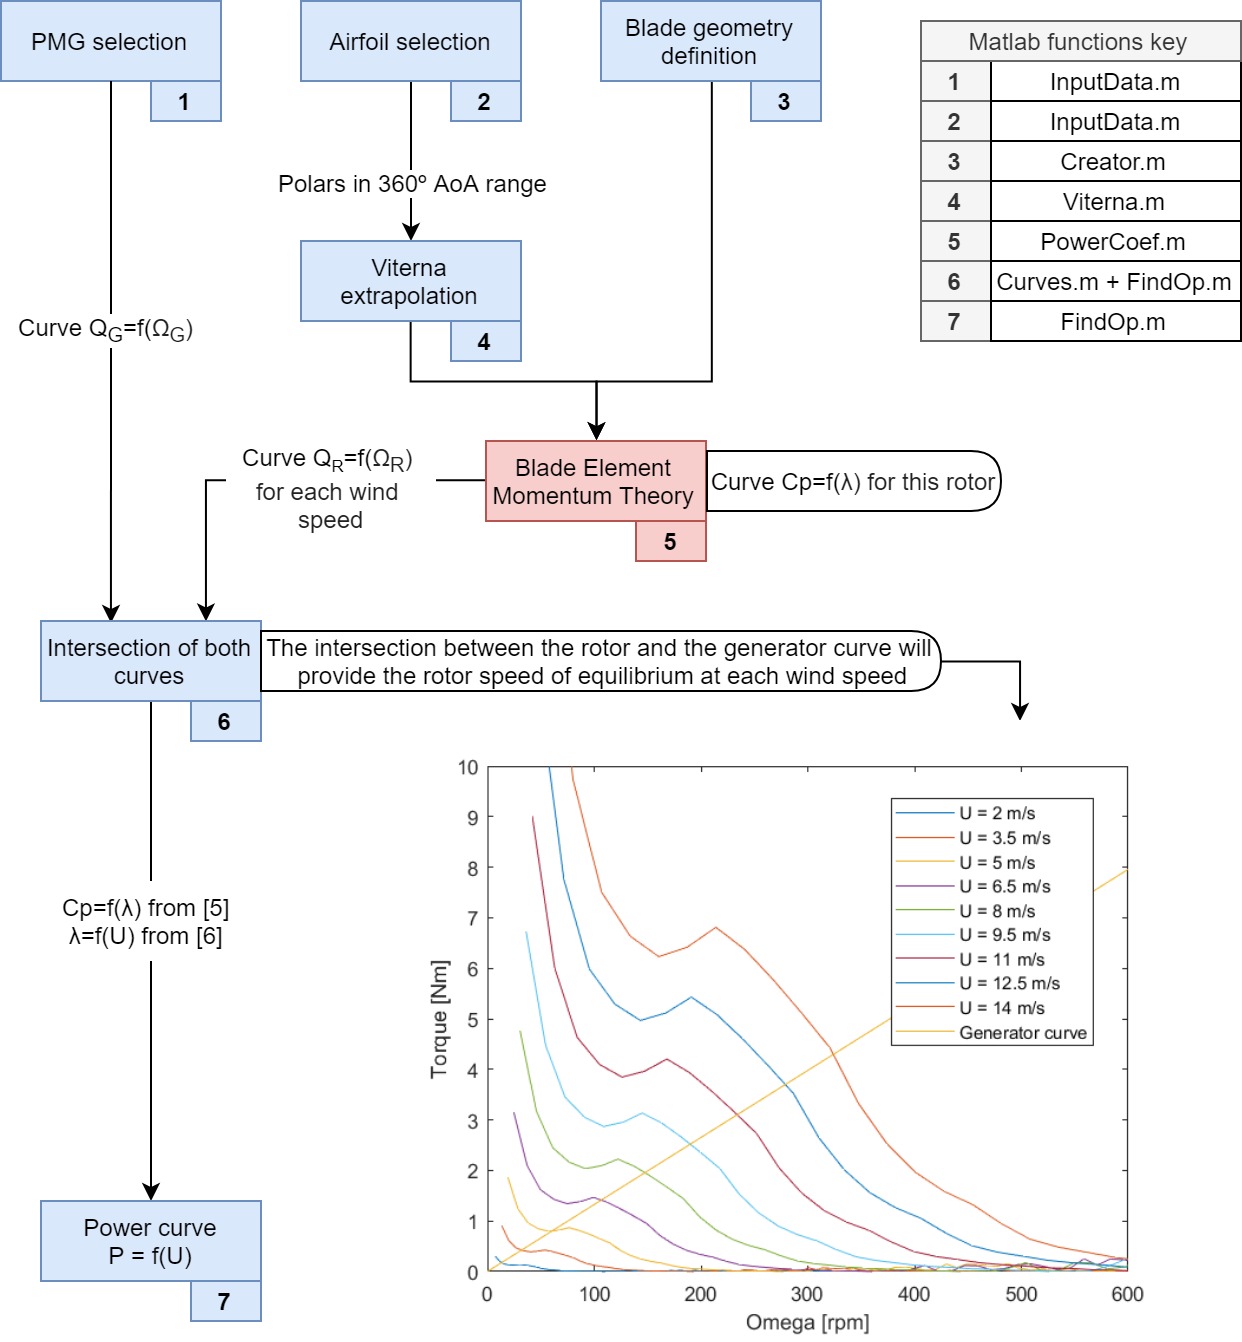 PMG selection
1
Airfoil selection
2
Blade geometry
definition
3
Matlab functions key
1 InputData.m
2 InputData.m
3 Creator.m
4 Viterna.m
5 PowerCoef.m
6 Curves.m + FindOp.m
7 FindOp.m
Polars in 360º AoA range
Viterna
extrapolation
4
Curve QG=f(ΩG)
Curve QR=f(ΩR)
for each wind
speed
Blade Element
Momentum Theory
5
Curve Cp=f(λ) for this rotor
Intersection of both
curves
6
The intersection between the rotor and the generator curve will
provide the rotor speed of equilibrium at each wind speed
Cp=f(λ) from [5]
λ=f(U) from [6]
Power curve
P = f(U)
7
10
9
8
7
6
5
4
3
2
1
0
Torque [Nm]
U = 2 m/s
U = 3.5 m/s
U = 5 m/s
U = 6.5 m/s
U = 8 m/s
U = 9.5 m/s
U = 11 m/s
U = 12.5 m/s
U = 14 m/s
Generator curve
0 100 200 300 400 500 600
Omega [rpm]